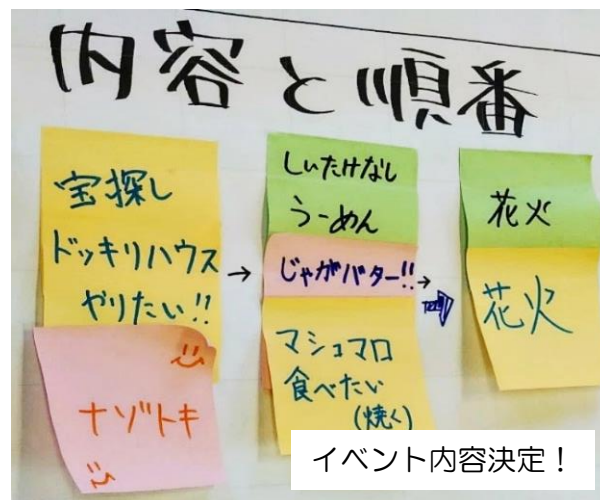 内容と順番
宝探し
ドッキリハウス
やりたい!!
ナゾトキ
→
しいたけなし
うーめん
じゃがバター!!
マシュマロ
食べたい
(焼く)
→
花火
花火
イベント内容決定！